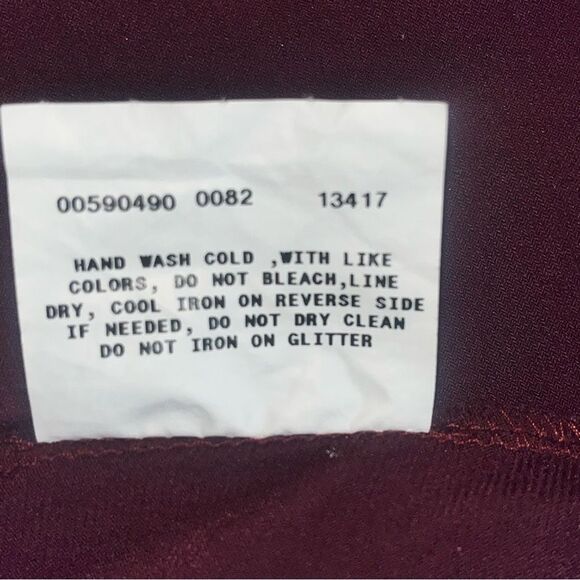 00590490 0082 13417
HAND WASH COLD ,WITH LIKE
COLORS, DO NOT BLEACH,LINE
DRY, COOL IRON ON REVERSE SIDE
IF NEEDED, DO NOT DRY CLEAN
DO NOT IRON ON GLITTER